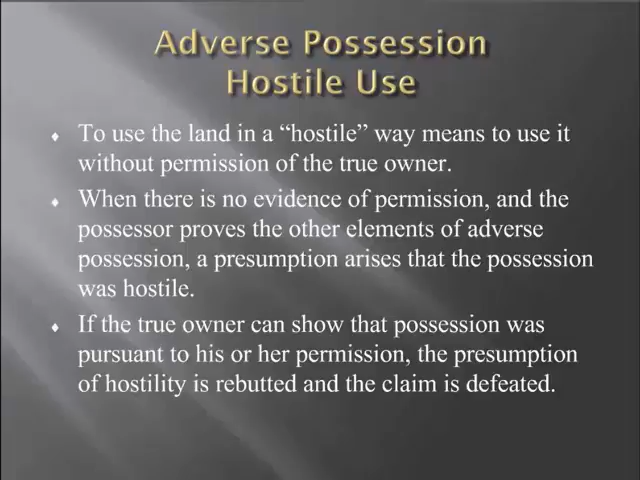 Adverse Possession
Hostile Use
♦ To use the land in a “hostile” way means to use it
without permission of the true owner.
♦ When there is no evidence of permission, and the
possessor proves the other elements of adverse
possession, a presumption arises that the possession
was hostile.
♦ If the true owner can show that possession was
pursuant to his or her permission, the presumption
of hostility is rebutted and the claim is defeated.